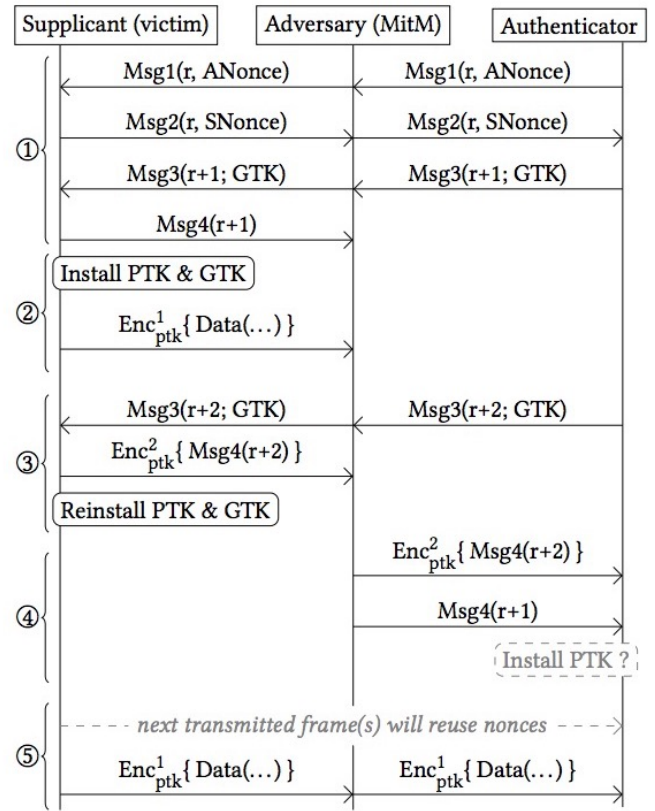 Supplicant (victim) Adversary (MitM) Authenticator
Msg1(r, ANonce) Msg1(r, ANonce)
Msg2(r, SNonce) Msg2(r, SNonce)
①
Msg3(r+1; GTK) Msg3(r+1; GTK)
Msg4(r+1)
Install PTK & GTK
②
Enc¹ptk{ Data(…) }
Msg3(r+2; GTK) Msg3(r+2; GTK)
③
Enc²ptk{ Msg4(r+2) }
Reinstall PTK & GTK
Enc²ptk{ Msg4(r+2) }
④
Msg4(r+1)
Install PTK ?
next transmitted frame(s) will reuse nonces
⑤
Enc¹ptk{ Data(…) } Enc¹ptk{ Data(…) }